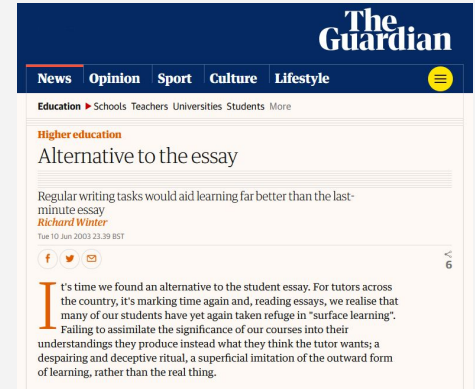 The
Guardian
News Opinion Sport Culture Lifestyle
Education ▶ Schools Teachers Universities Students More
Higher education
Alternative to the essay
Regular writing tasks would aid learning far better than the last-
minute essay
Richard Winter
Tue 10 Jun 2003 23.39 BST
6
It's time we found an alternative to the student essay. For tutors across
the country, it's marking time again and, reading essays, we realise that
many of our students have yet again taken refuge in "surface learning".
Failing to assimilate the significance of our courses into their
understandings they produce instead what they think the tutor wants; a
despairing and deceptive ritual, a superficial imitation of the outward form
of learning, rather than the real thing.